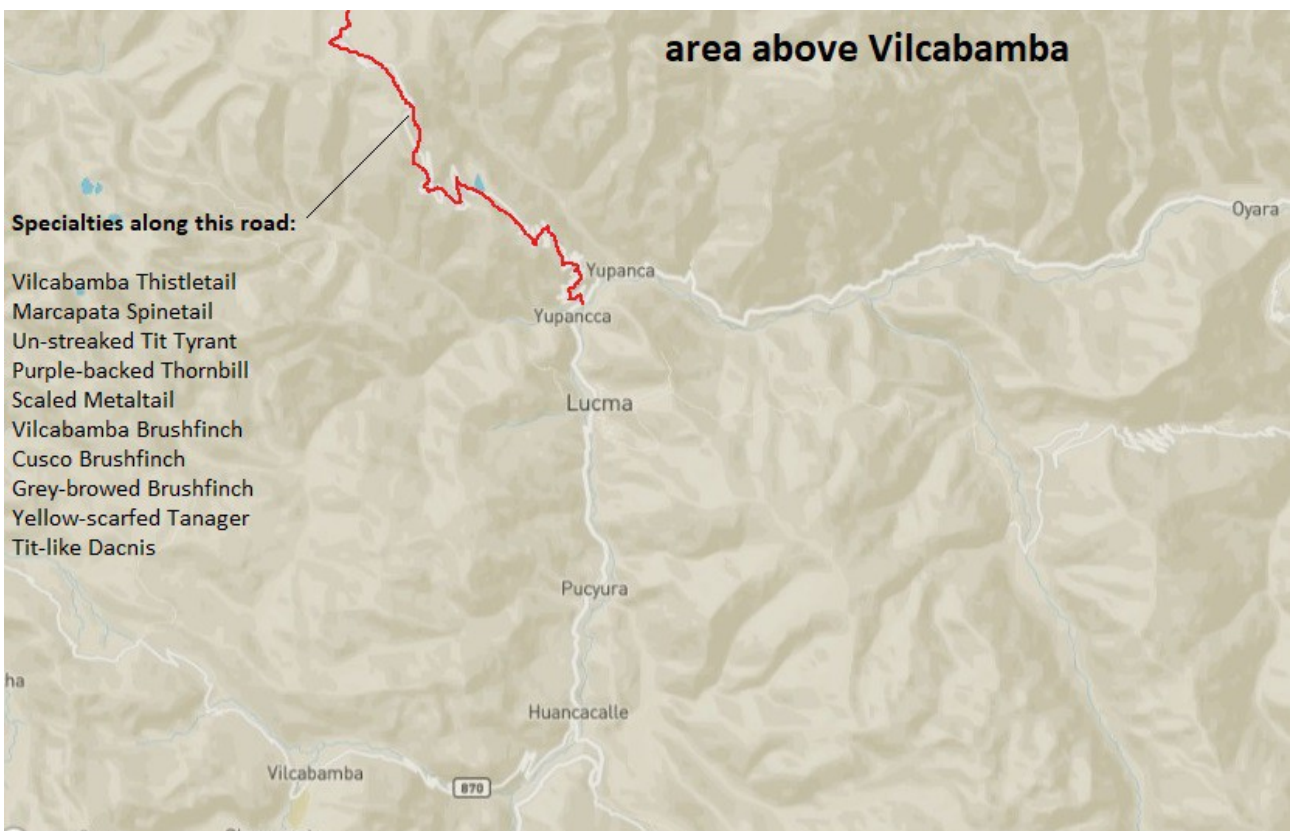 area above Vilcabamba
Oyara
Specialties along this road:
Vilcabamba Thistletail
Marcapata Spinetail
Un-streaked Tit Tyrant
Purple-backed Thornbill
Scaled Metaltail
Vilcabamba Brushfinch
Cusco Brushfinch
Grey-browed Brushfinch
Yellow-scarfed Tanager
Tit-like Dacnis
Yupanca
Yupancca
Lucma
Pucyura
ha
Huancacalle
Vilcabamba
870